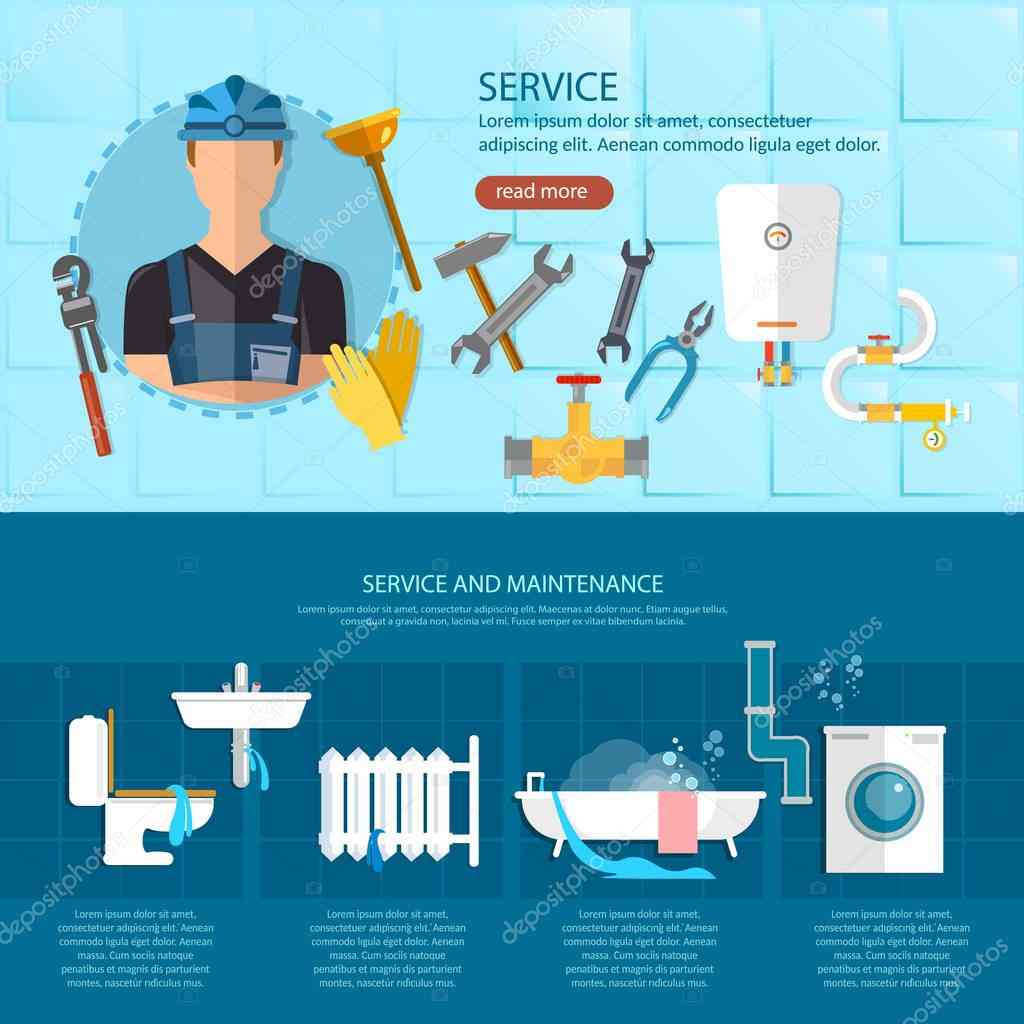 SERVICE
Lorem ipsum dolor sit amet, consectetuer
adipiscing elit. Aenean commodo ligula eget dolor.
read more
SERVICE AND MAINTENANCE
Lorem ipsum dolor sit amet, consectetur adipiscing elit. Maecenas at dolor nunc. Etiam augue tellus,
consequat a gravida non, lacinia vel mi. Fusce semper ex vitae bibendum lacinia.
Lorem ipsum dolor sit amet,
consectetuer adipiscing elit. Aenean
commodo ligula eget dolor. Aenean
massa. Cum sociis natoque
penatibus et magnis dis parturient
montes, nascetur ridiculus mus.
Lorem ipsum dolor sit amet,
consectetuer adipiscing elit. Aenean
commodo ligula eget dolor. Aenean
massa. Cum sociis natoque
penatibus et magnis dis parturient
montes, nascetur ridiculus mus.
Lorem ipsum dolor sit amet,
consectetuer adipiscing elit. Aenean
commodo ligula eget dolor. Aenean
massa. Cum sociis natoque
penatibus et magnis dis parturient
montes, nascetur ridiculus mus.
Lorem ipsum dolor sit amet,
consectetuer adipiscing elit. Aenean
commodo ligula eget dolor. Aenean
massa. Cum sociis natoque
penatibus et magnis dis parturient
montes, nascetur ridiculus mus.
depositphotos